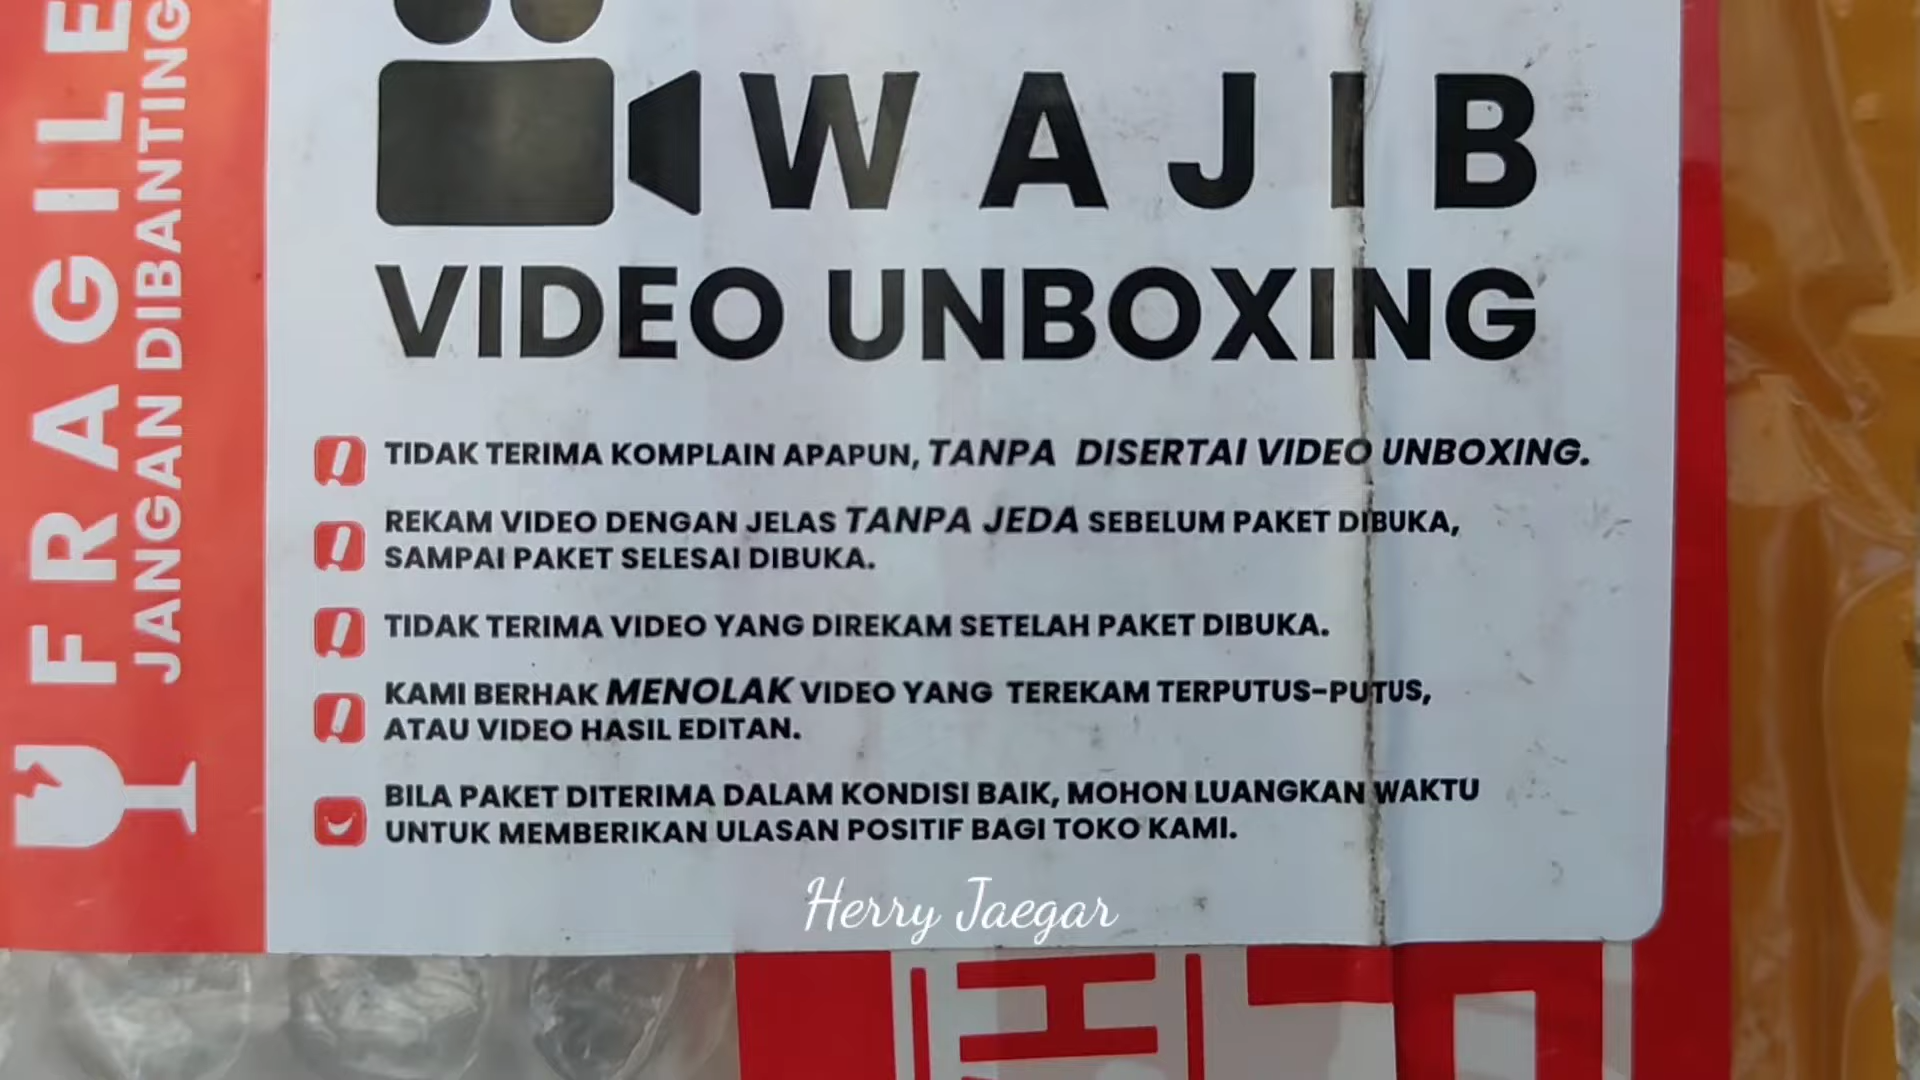 FRAGILE
JANGAN DIBANTING
WAJIB
VIDEO UNBOXING
TIDAK TERIMA KOMPLAIN APAPUN, TANPA DISERTAI VIDEO UNBOXING.
REKAM VIDEO DENGAN JELAS TANPA JEDA SEBELUM PAKET DIBUKA,
SAMPAI PAKET SELESAI DIBUKA.
TIDAK TERIMA VIDEO YANG DIREKAM SETELAH PAKET DIBUKA.
KAMI BERHAK MENOLAK VIDEO YANG TEREKAM TERPUTUS-PUTUS,
ATAU VIDEO HASIL EDITAN.
BILA PAKET DITERIMA DALAM KONDISI BAIK, MOHON LUANGKAN WAKTU
UNTUK MEMBERIKAN ULASAN POSITIF BAGI TOKO KAMI.
Herry Jaegar